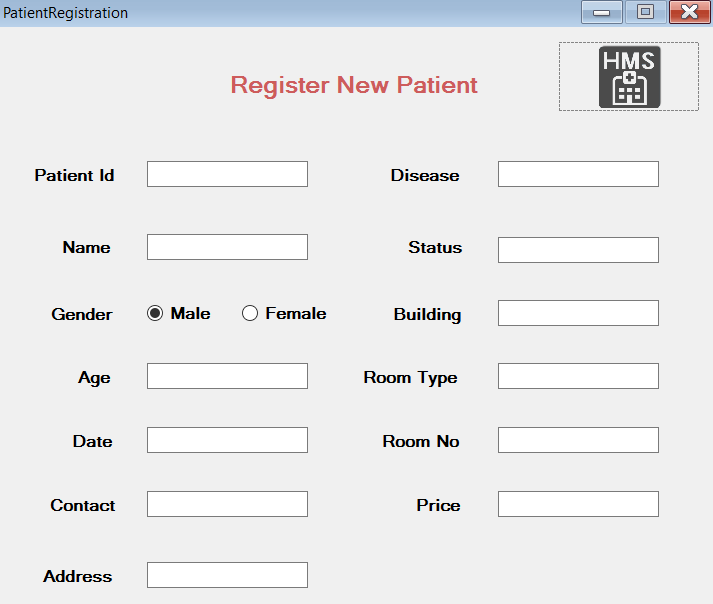 PatientRegistration
HMS
Register New Patient
Patient Id
Disease
Name
Status
Gender
Male
Female
Building
Age
Room Type
Date
Room No
Contact
Price
Address